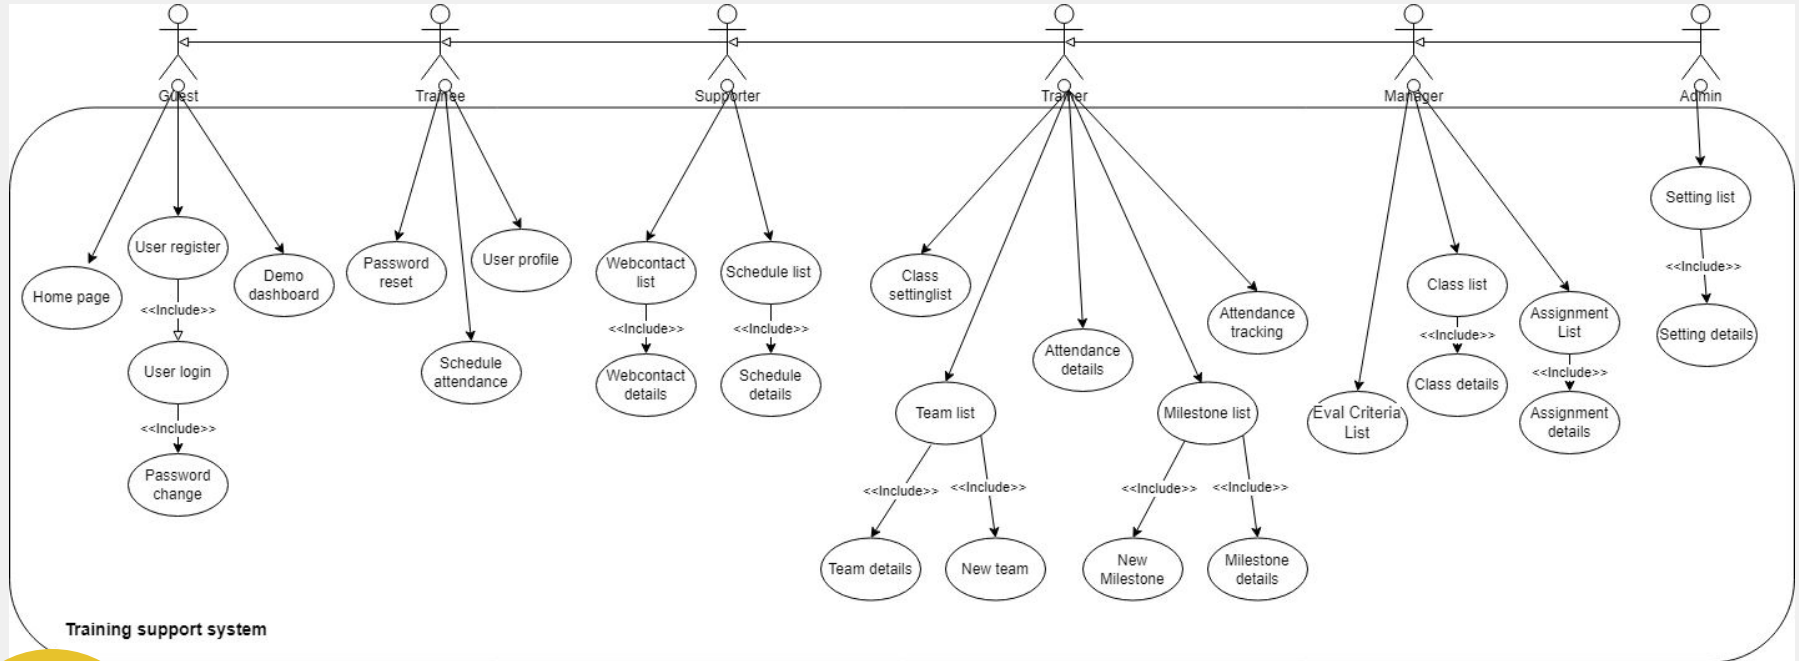 Guest
Trainee
Supporter
Trainer
Manager
Admin
Home page
User register
<<Include>>
User login
<<Include>>
Password
change
Demo
dashboard
Password
reset
Schedule
attendance
User profile
Webcontact
list
<<Include>>
Webcontact
details
Schedule list
<<Include>>
Schedule
details
Class
settinglist
Team list
<<Include>>
<<Include>>
Team details
New team
Attendance
details
Milestone list
<<Include>>
<<Include>>
New
Milestone
Milestone
details
Attendance
tracking
Eval Criteria
List
Class list
<<Include>>
Class details
Assignment
List
<<Include>>
Assignment
details
Setting list
<<Include>>
Setting details
Training support system